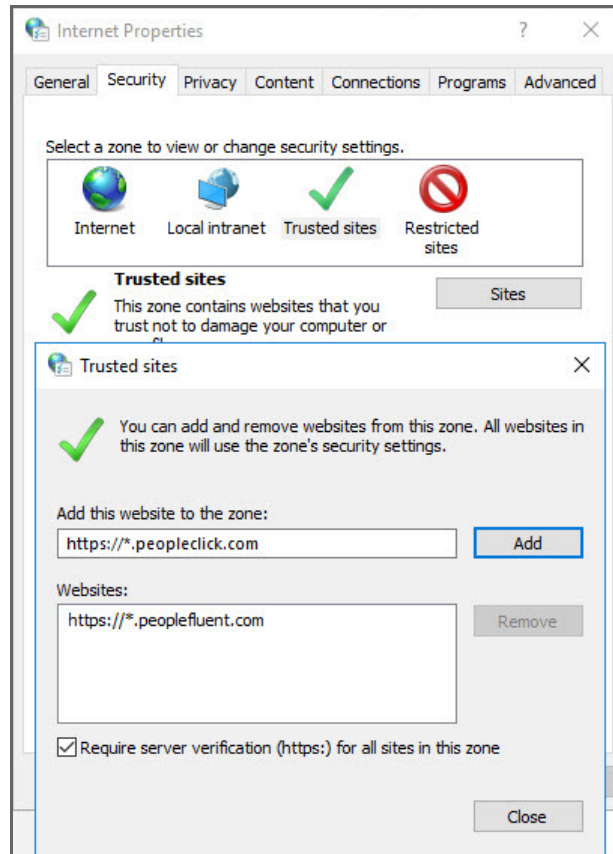 Internet Properties
?
General Security Privacy Content Connections Programs Advanced
Select a zone to view or change security settings.
Internet
Local intranet
Trusted sites
Restricted
sites
Trusted sites
This zone contains websites that you
trust not to damage your computer or
Sites
Trusted sites
You can add and remove websites from this zone. All websites in
this zone will use the zone's security settings.
Add this website to the zone:
https://*.peopleclick.com
Add
Websites:
https://*.peoplefluent.com
Remove
Require server verification (https:) for all sites in this zone
Close